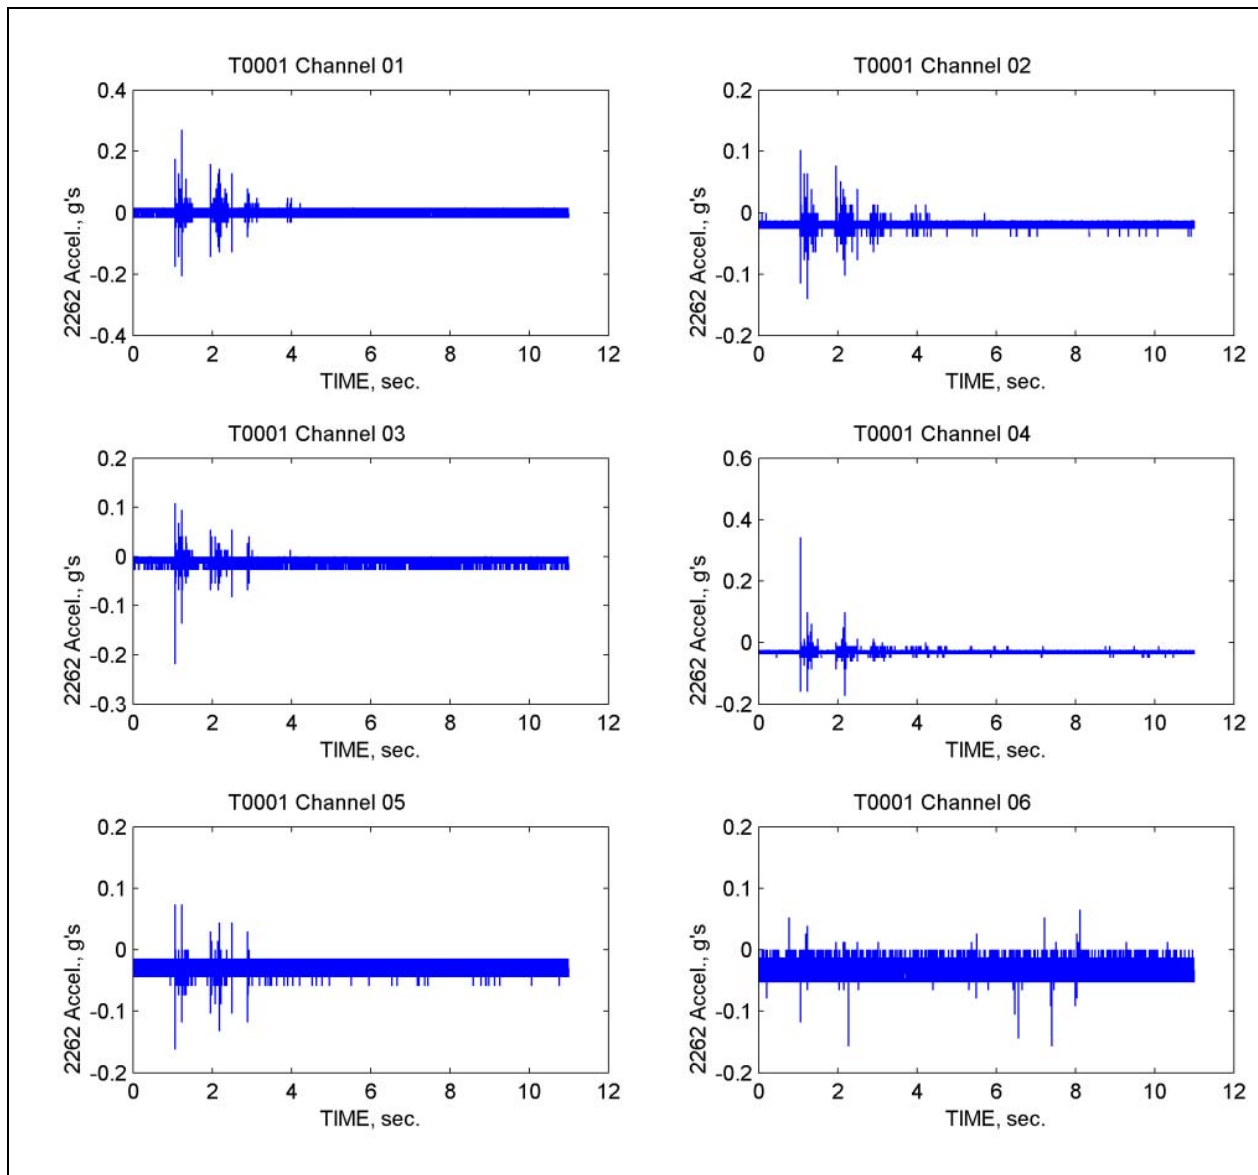 T0001 Channel 01
0.4
0.2
0
-0.2
-0.4
2262 Accel., g's
0 2 4 6 8 10 12
TIME, sec.
T0001 Channel 02
0.2
0.1
0
-0.1
-0.2
2262 Accel., g's
0 2 4 6 8 10 12
TIME, sec.
T0001 Channel 03
0.2
0.1
0
-0.1
-0.2
-0.3
2262 Accel., g's
0 2 4 6 8 10 12
TIME, sec.
T0001 Channel 04
0.6
0.4
0.2
0
-0.2
2262 Accel., g's
0 2 4 6 8 10 12
TIME, sec.
T0001 Channel 05
0.2
0.1
0
-0.1
-0.2
2262 Accel., g's
0 2 4 6 8 10 12
TIME, sec.
T0001 Channel 06
0.2
0.1
0
-0.1
-0.2
2262 Accel., g's
0 2 4 6 8 10 12
TIME, sec.